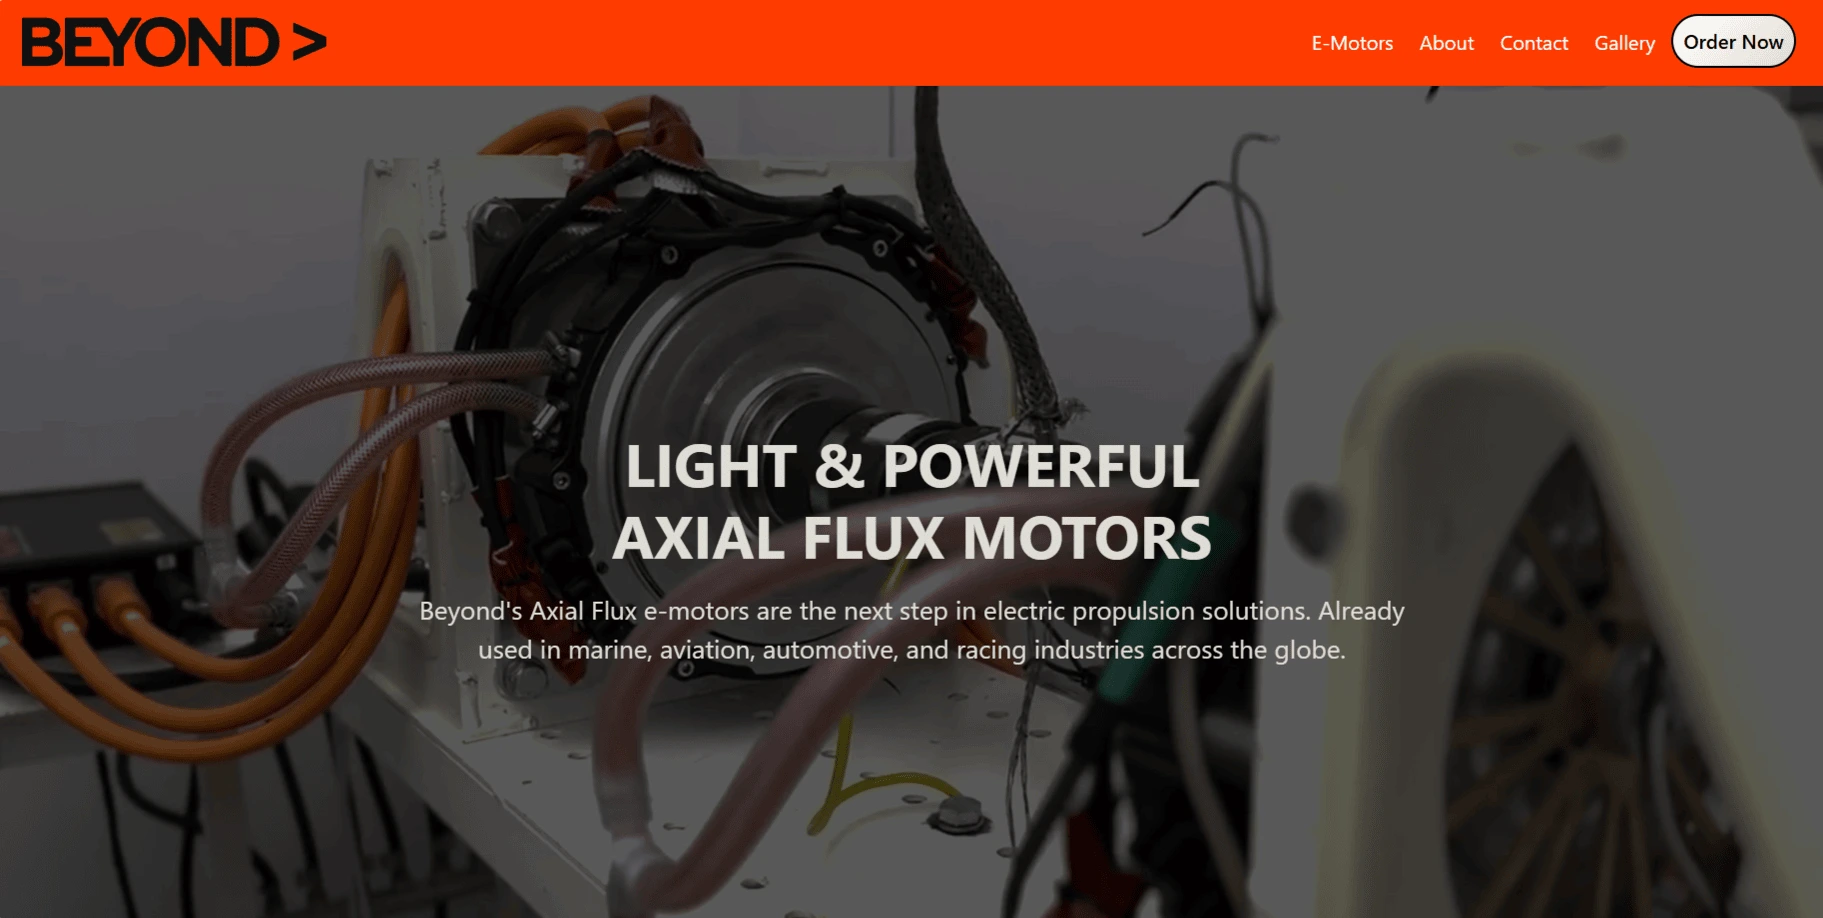 BEYOND >
E-Motors
About
Contact
Gallery
Order Now
LIGHT & POWERFUL
AXIAL FLUX MOTORS
Beyond's Axial Flux e-motors are the next step in electric propulsion solutions. Already
used in marine, aviation, automotive, and racing industries across the globe.